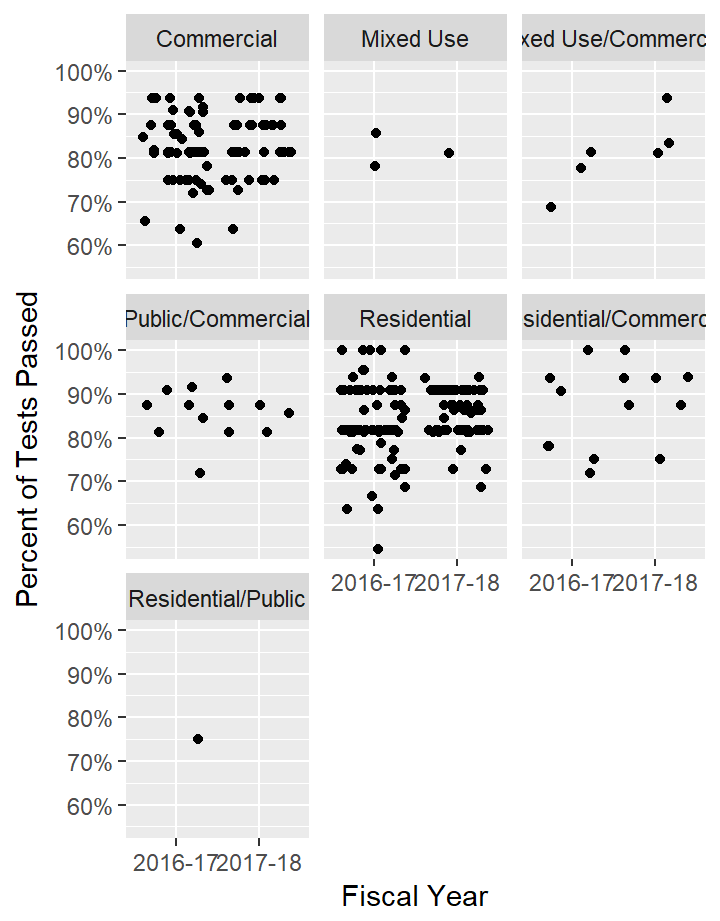 Commercial
Mixed Use
xed Use/Commerc
100%
90%
80%
70%
60%
Public/Commercial
Residential
sidential/Commerc
100%
90%
80%
70%
60%
2016-17
2017-18
2016-17
2017-18
Residential/Public
100%
90%
80%
70%
60%
2016-17
2017-18
Percent of Tests Passed
Fiscal Year